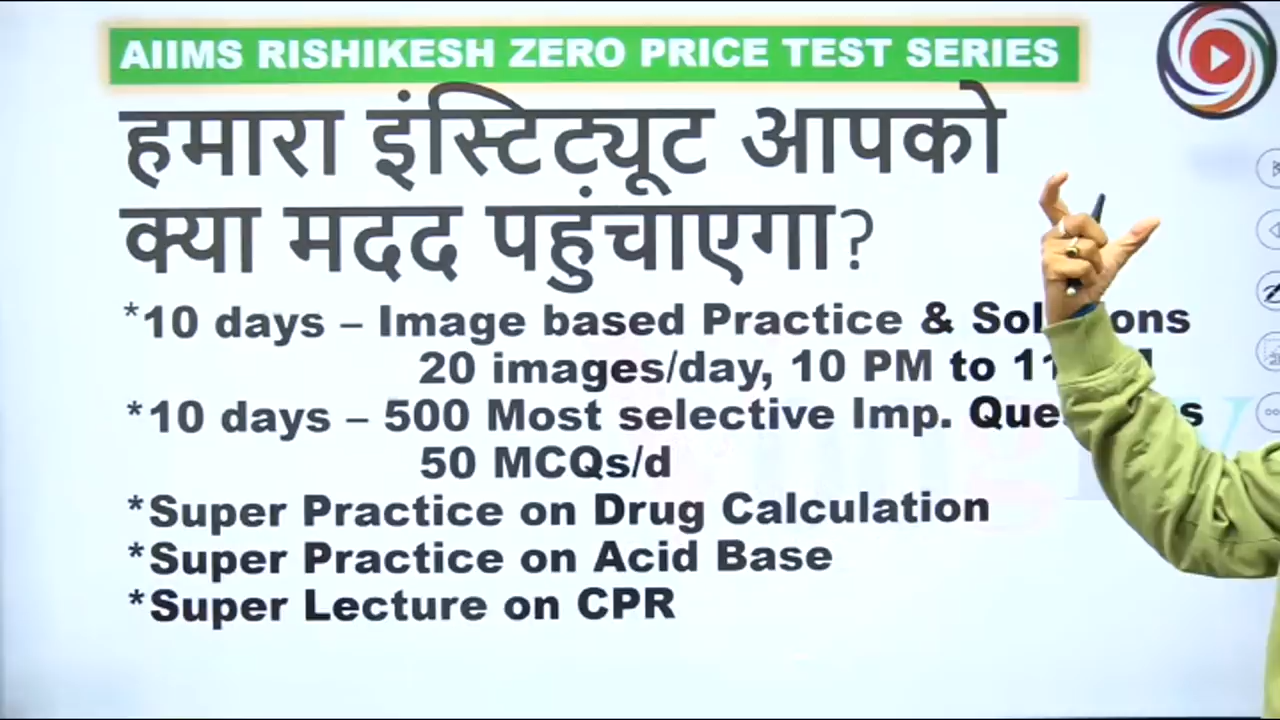 AIIMS RISHIKESH ZERO PRICE TEST SERIES
हमारा इंस्टिट्यूट आपको
क्या मदद पहुंचाएगा?
*10 days – Image based Practice &
20 images/day, 10 PM to
*10 days – 500 Most selective Imp.
50 MCQs/d
*Super Practice on Drug Calculation
*Super Practice on Acid Base
*Super Lecture on CPR